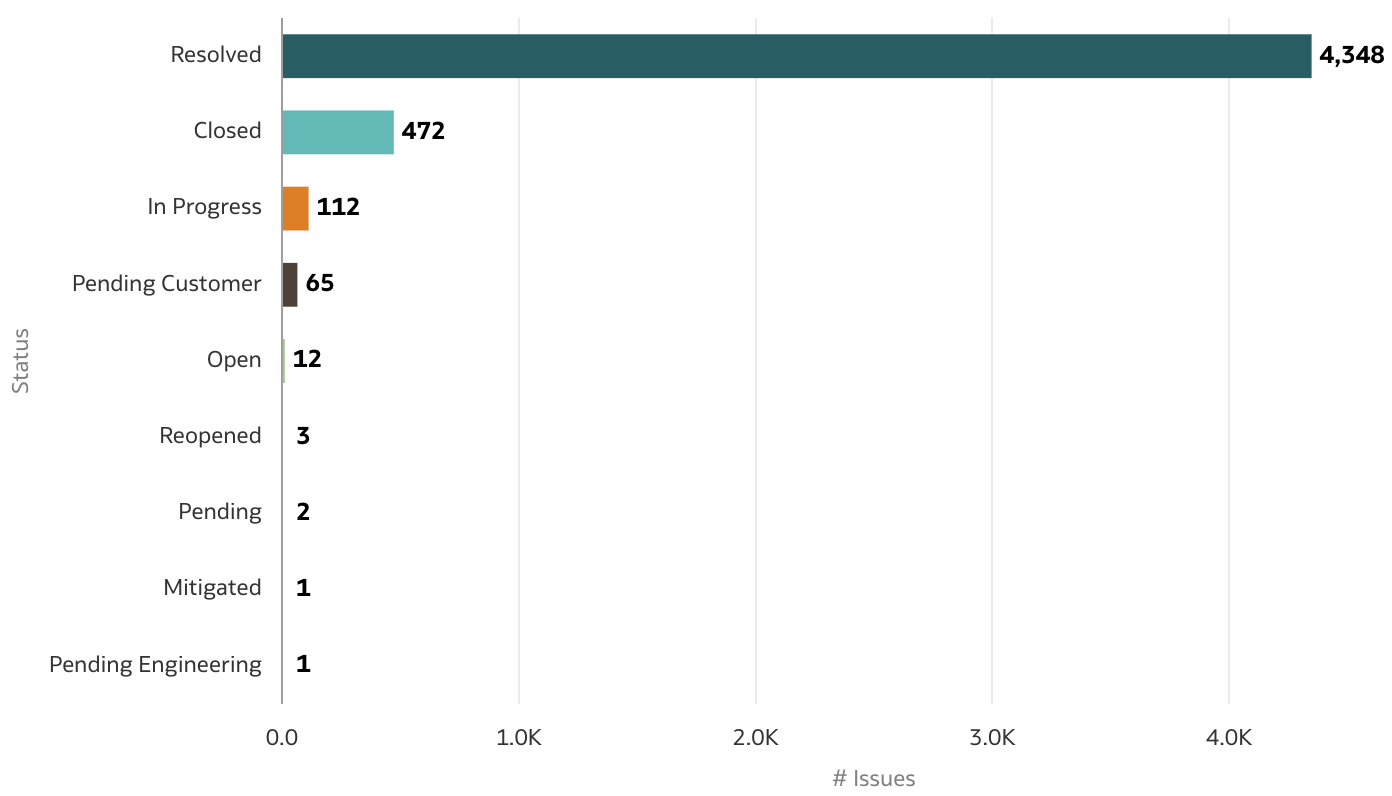 Resolved 4,348
Closed 472
In Progress 112
Pending Customer 65
Open 12
Reopened 3
Pending 2
Mitigated 1
Pending Engineering 1
Status
0.0 1.0K 2.0K 3.0K 4.0K
# Issues